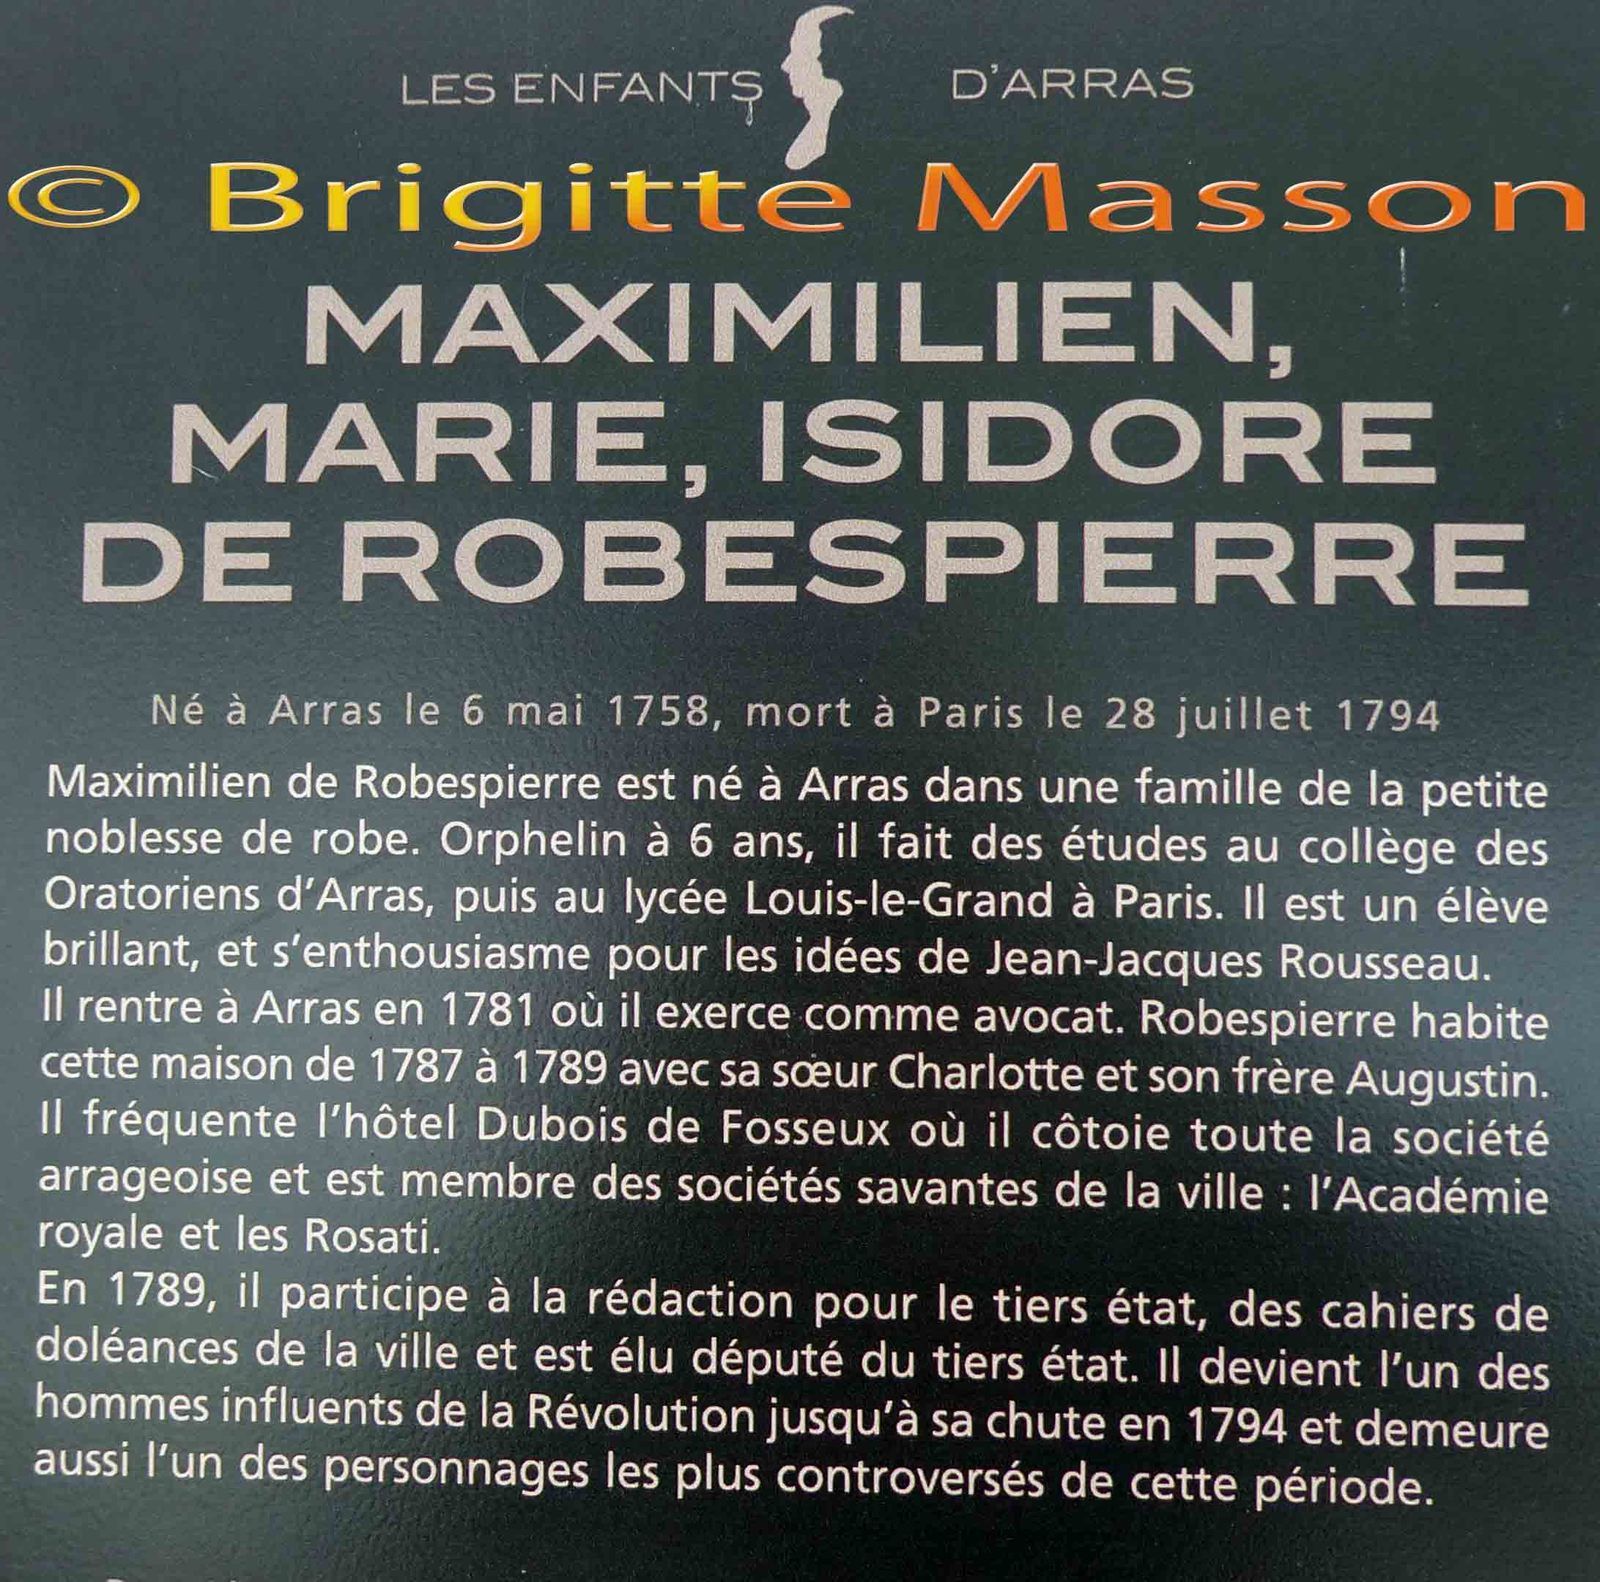 LES ENFANTS D'ARRAS
© Brigitte Masson
MAXIMILIEN,
MARIE, ISIDORE
DE ROBESPIERRE
Né à Arras le 6 mai 1758, mort à Paris le 28 juillet 1794
Maximilien de Robespierre est né à Arras dans une famille de la petite
noblesse de robe. Orphelin à 6 ans, il fait des études au collège des
Oratoriens d'Arras, puis au lycée Louis-le-Grand à Paris. Il est un élève
brillant, et s'enthousiasme pour les idées de Jean-Jacques Rousseau.
Il rentre à Arras en 1781 où il exerce comme avocat. Robespierre habite
cette maison de 1787 à 1789 avec sa sœur Charlotte et son frère Augustin.
Il fréquente l'hôtel Dubois de Fosseux où il côtoie toute la société
arrageoise et est membre des sociétés savantes de la ville : l'Académie
royale et les Rosati.
En 1789, il participe à la rédaction pour le tiers état, des cahiers de
doléances de la ville et est élu député du tiers état. Il devient l'un des
hommes influents de la Révolution jusqu'à sa chute en 1794 et demeure
aussi l'un des personnages les plus controversés de cette période.